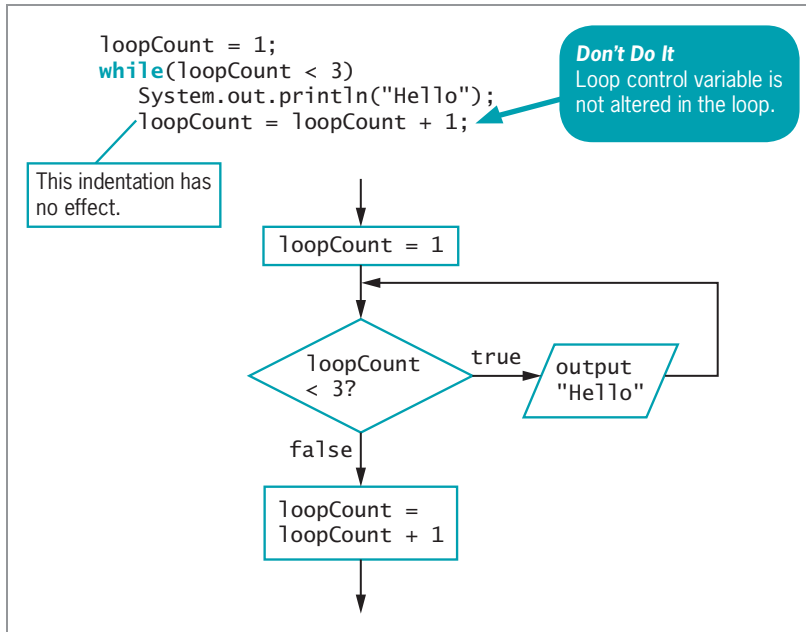 loopCount = 1;
while(loopCount < 3)
System.out.println("Hello");
loopCount = loopCount + 1;
Don't Do It
Loop control variable is
not altered in the loop.
This indentation has
no effect.
loopCount = 1
loopCount
< 3?
true
output
"Hello"
false
loopCount =
loopCount + 1